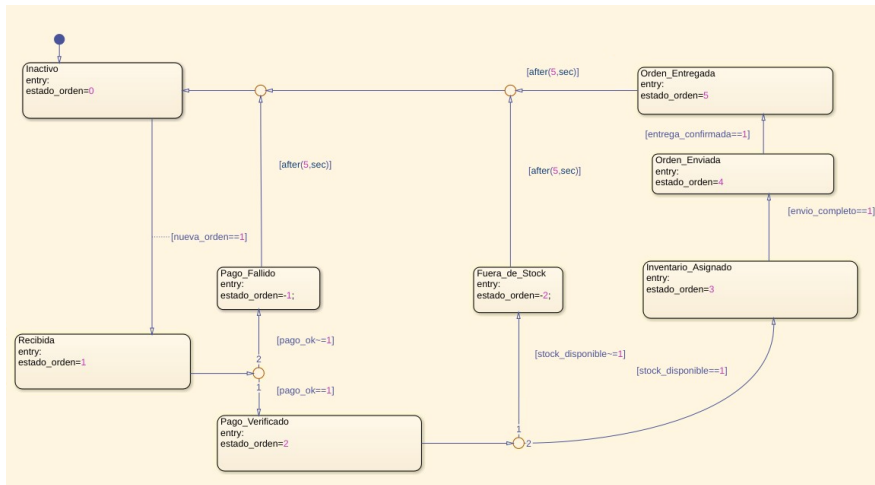 Inactivo
entry:
estado_orden=0
[after(5,sec)]
Orden_Entregada
entry:
estado_orden=5
[entrega_confirmada==1]
Orden_Enviada
entry:
estado_orden=4
[after(5,sec)]
[after(5,sec)]
[envio_completo==1]
[nueva_orden==1]
Pago_Fallido
entry:
estado_orden=-1;
Fuera_de_Stock
entry:
estado_orden=-2;
Inventario_Asignado
entry:
estado_orden=3
Recibida
entry:
estado_orden=1
[pago_ok~=1]
2
1
[pago_ok==1]
[stock_disponible~=1]
[stock_disponible==1]
Pago_Verificado
entry:
estado_orden=2
1
2